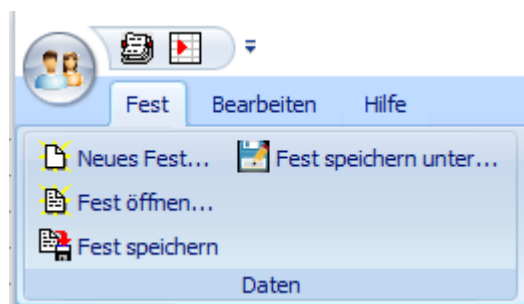 Fest Bearbeiten Hilfe
Neues Fest... Fest speichern unter...
Fest öffnen...
Fest speichern
Daten